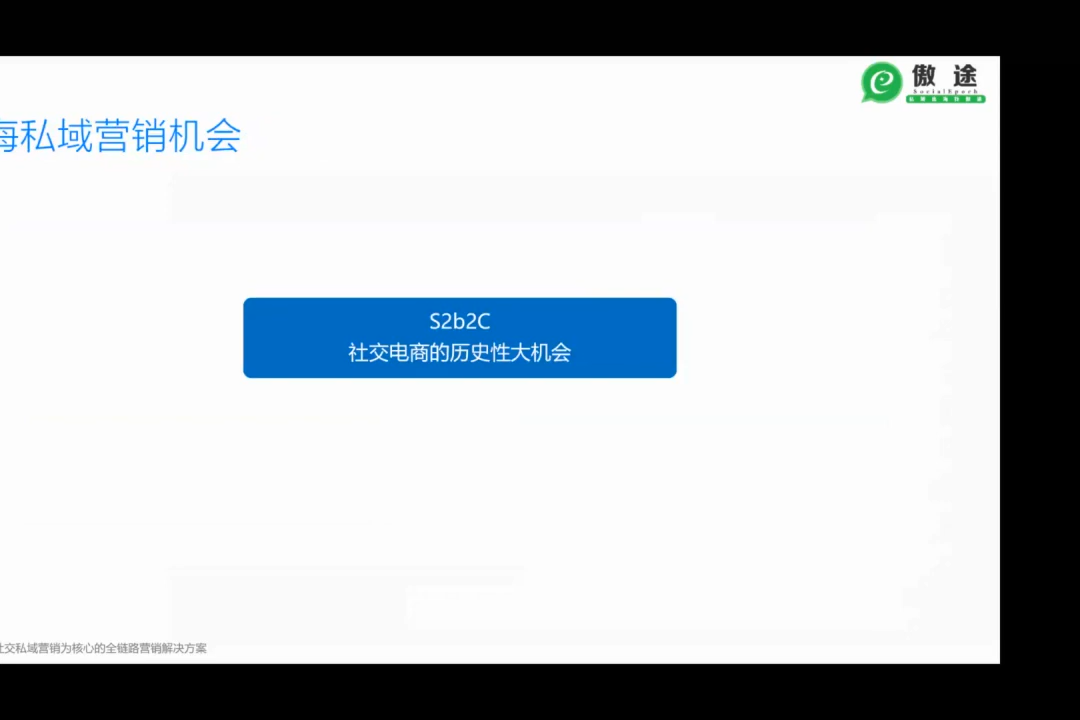 傲途
SocialEpoch
海私域营销机会
S2b2C
社交电商的历史性大机会
社交私域营销为核心的全链路营销解决方案